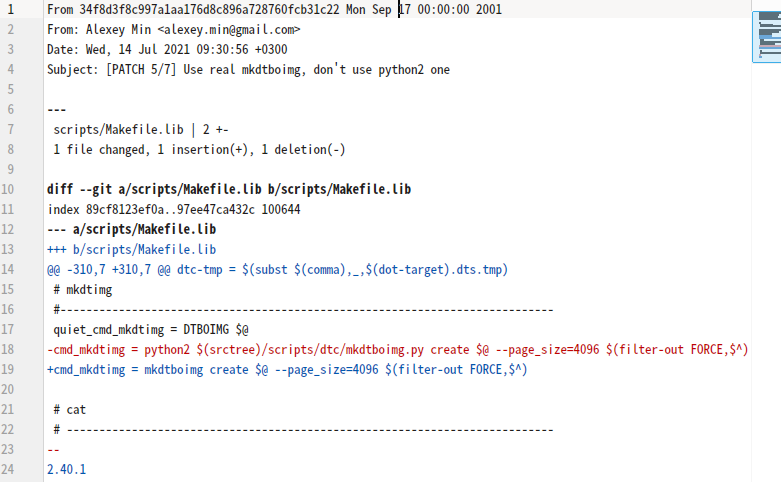 1 From 34f8d3f8c997a1aa176d8c896a728760fcb31c22 Mon Sep 17 00:00:00 2001
2 From: Alexey Min <alexey.min@gmail.com>
3 Date: Wed, 14 Jul 2021 09:30:56 +0300
4 Subject: [PATCH 5/7] Use real mkdtboimg, don't use python2 one
5
6 ---
7  scripts/Makefile.lib | 2 +-
8  1 file changed, 1 insertion(+), 1 deletion(-)
9
10 diff --git a/scripts/Makefile.lib b/scripts/Makefile.lib
11 index 89cf8123ef0a..97ee47ca432c 100644
12 --- a/scripts/Makefile.lib
13 +++ b/scripts/Makefile.lib
14 @@ -310,7 +310,7 @@ dtc-tmp = $(subst $(comma),_,$(dot-target).dts.tmp)
15  # mkdtimg
16  #---------------------------------------------------------------------------
17  quiet_cmd_mkdtimg = DTBOIMG $@
18 -cmd_mkdtimg = python2 $(srctree)/scripts/dtc/mkdtboimg.py create $@ --page_size=4096 $(filter-out FORCE,$^)
19 +cmd_mkdtimg = mkdtboimg create $@ --page_size=4096 $(filter-out FORCE,$^)
20
21  # cat
22  # --------------------------------------------------------------------------
23 --
24 2.40.1